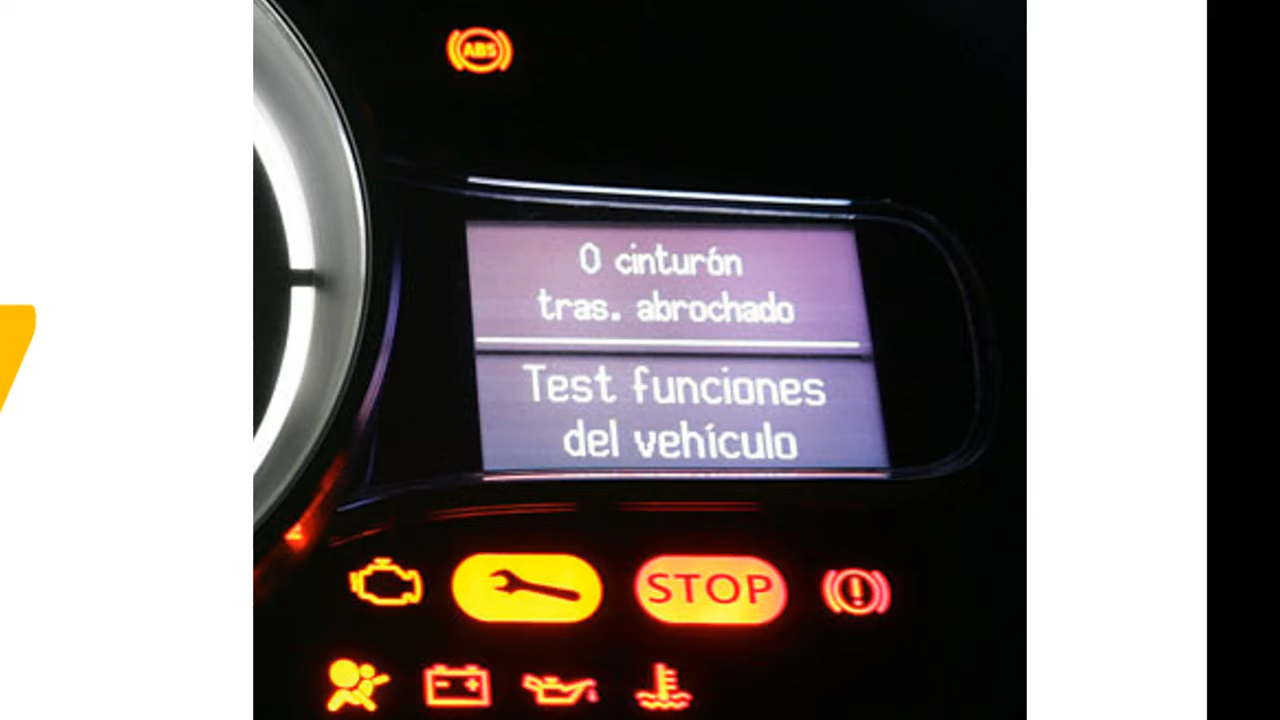 ABS
0 cinturón
tras. abrochado
Test funciones
del vehículo
STOP